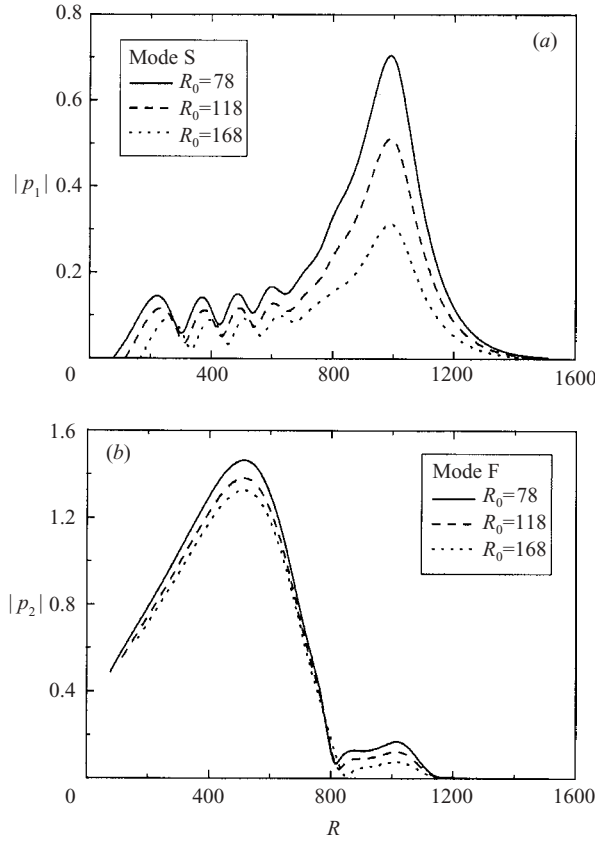 0.8
(a)
Mode S
R₀=78
R₀=118
R₀=168
0.6
|p₁| 0.4
0.2
0 400 800 1200 1600
1.6
(b)
Mode F
R₀=78
R₀=118
R₀=168
1.2
|p₂| 0.8
0.4
0 400 800 1200 1600
R